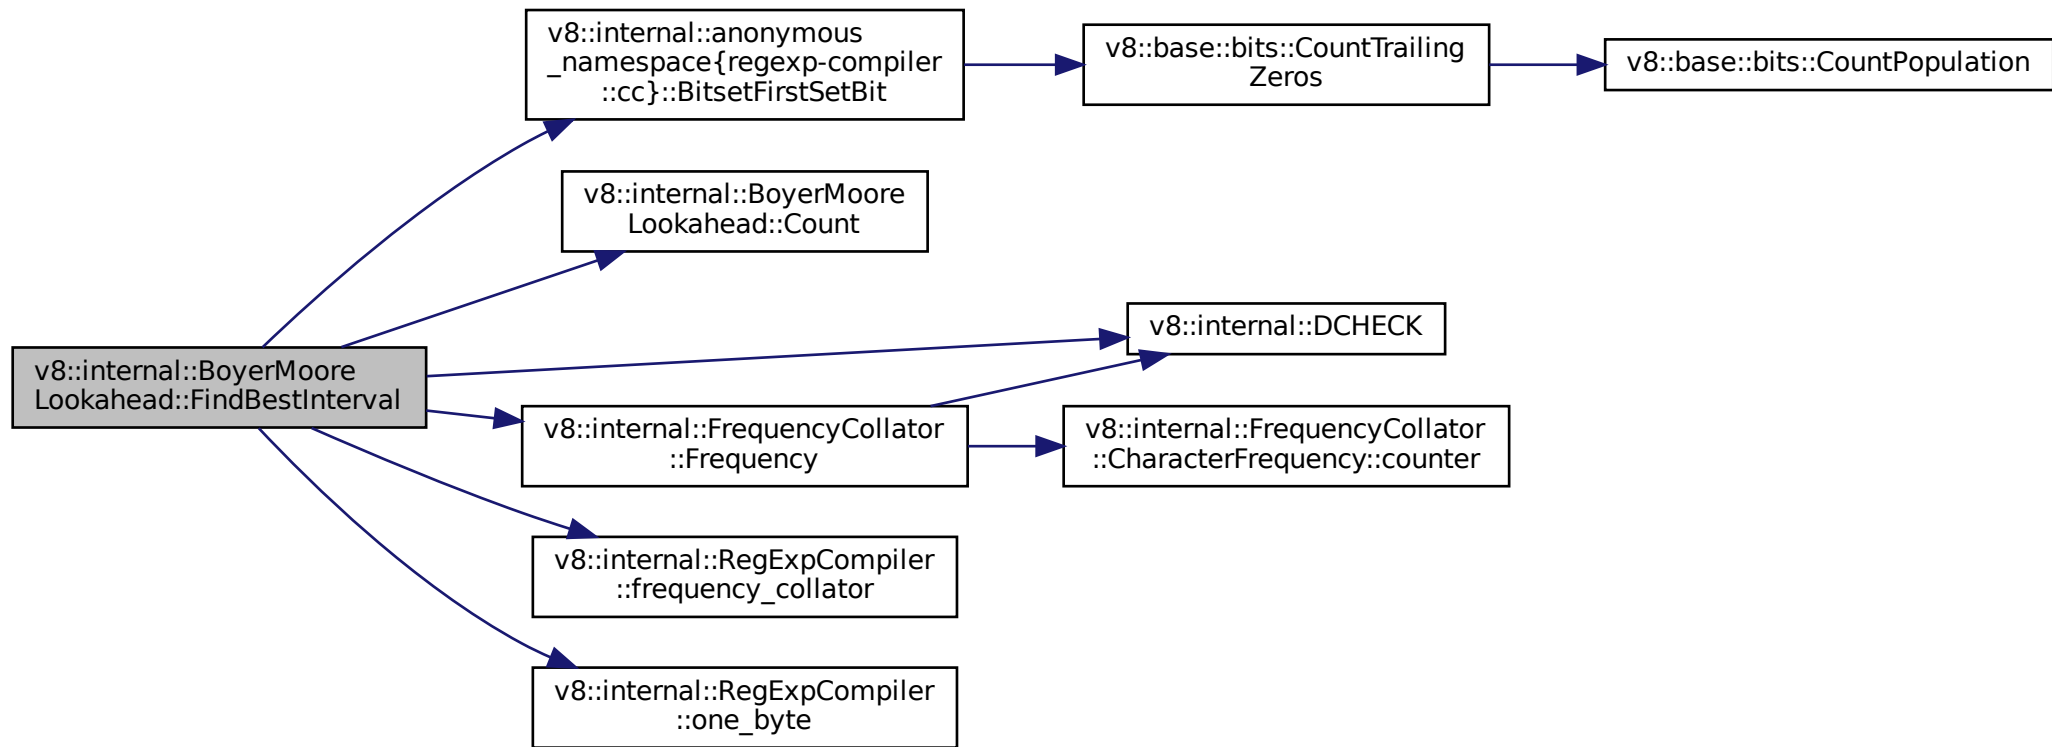 v8::internal::anonymous
_namespace{regexp-compiler
::cc}::BitsetFirstSetBit
v8::base::bits::CountTrailing
Zeros
v8::base::bits::CountPopulation
v8::internal::BoyerMoore
Lookahead::Count
v8::internal::DCHECK
v8::internal::BoyerMoore
Lookahead::FindBestInterval
v8::internal::FrequencyCollator
::Frequency
v8::internal::FrequencyCollator
::CharacterFrequency::counter
v8::internal::RegExpCompiler
::frequency_collator
v8::internal::RegExpCompiler
::one_byte